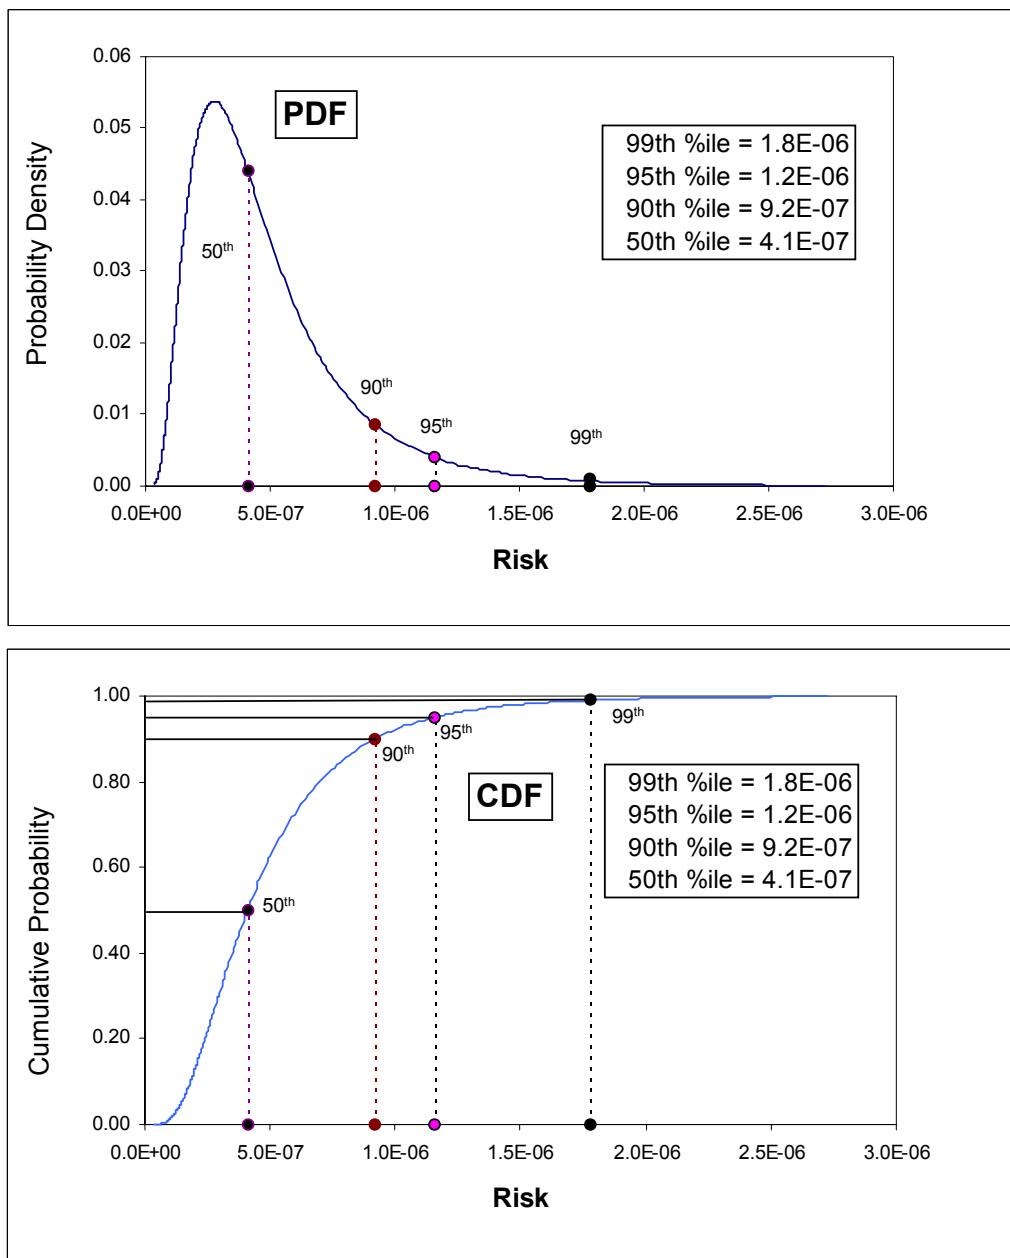 0.06
PDF
0.05
99th %ile = 1.8E-06
95th %ile = 1.2E-06
90th %ile = 9.2E-07
50th %ile = 4.1E-07
0.04
50th
0.03
Probability Density
0.02
90th
0.01
95th
99th
0.00
0.0E+00 5.0E-07 1.0E-06 1.5E-06 2.0E-06 2.5E-06 3.0E-06
Risk
1.00
99th
95th
90th
CDF
99th %ile = 1.8E-06
95th %ile = 1.2E-06
90th %ile = 9.2E-07
50th %ile = 4.1E-07
0.80
0.60
50th
Cumulative Probability
0.40
0.20
0.00
0.0E+00 5.0E-07 1.0E-06 1.5E-06 2.0E-06 2.5E-06 3.0E-06
Risk